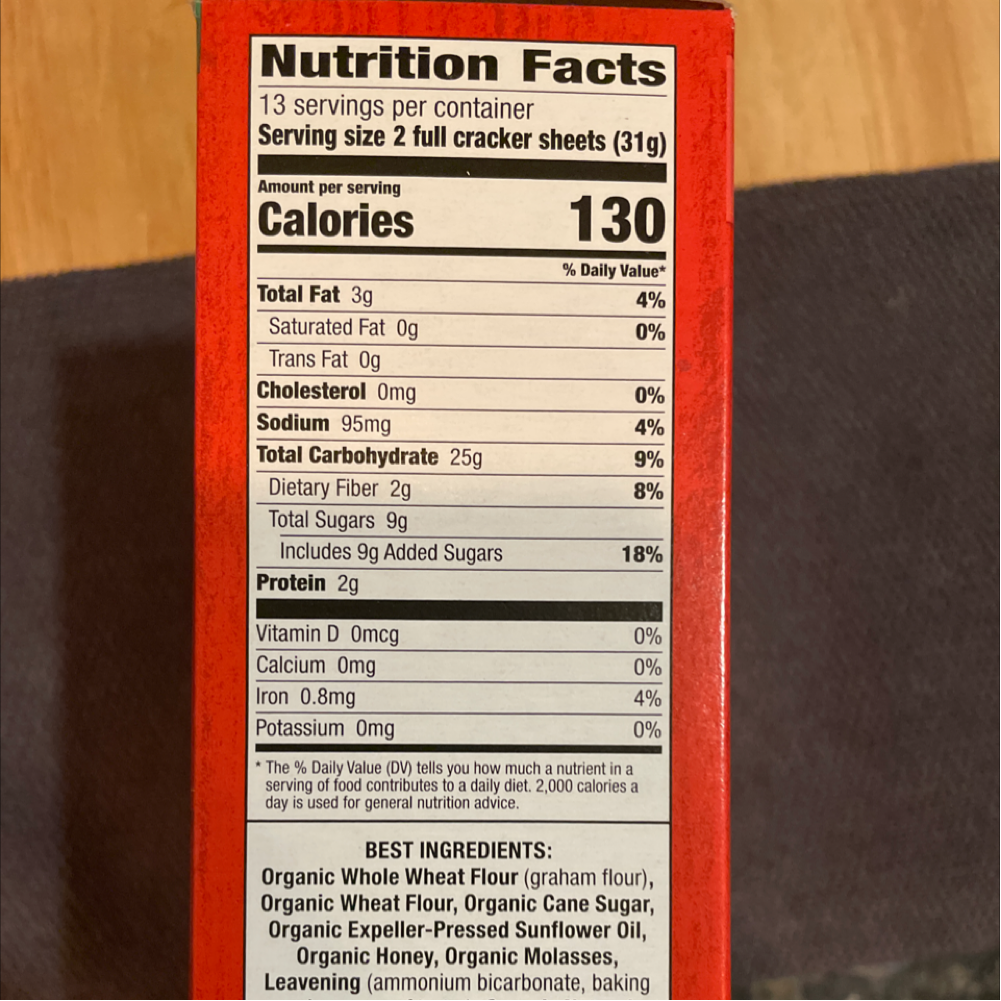 Nutrition Facts
13 servings per container
Serving size 2 full cracker sheets (31g)
Amount per serving
Calories 130
% Daily Value*
Total Fat 3g 4%
Saturated Fat 0g 0%
Trans Fat 0g
Cholesterol 0mg 0%
Sodium 95mg 4%
Total Carbohydrate 25g 9%
Dietary Fiber 2g 8%
Total Sugars 9g
Includes 9g Added Sugars 18%
Protein 2g
Vitamin D 0mcg 0%
Calcium 0mg 0%
Iron 0.8mg 4%
Potassium 0mg 0%
* The % Daily Value (DV) tells you how much a nutrient in a
serving of food contributes to a daily diet. 2,000 calories a
day is used for general nutrition advice.
BEST INGREDIENTS:
Organic Whole Wheat Flour (graham flour),
Organic Wheat Flour, Organic Cane Sugar,
Organic Expeller-Pressed Sunflower Oil,
Organic Honey, Organic Molasses,
Leavening (ammonium bicarbonate, baking